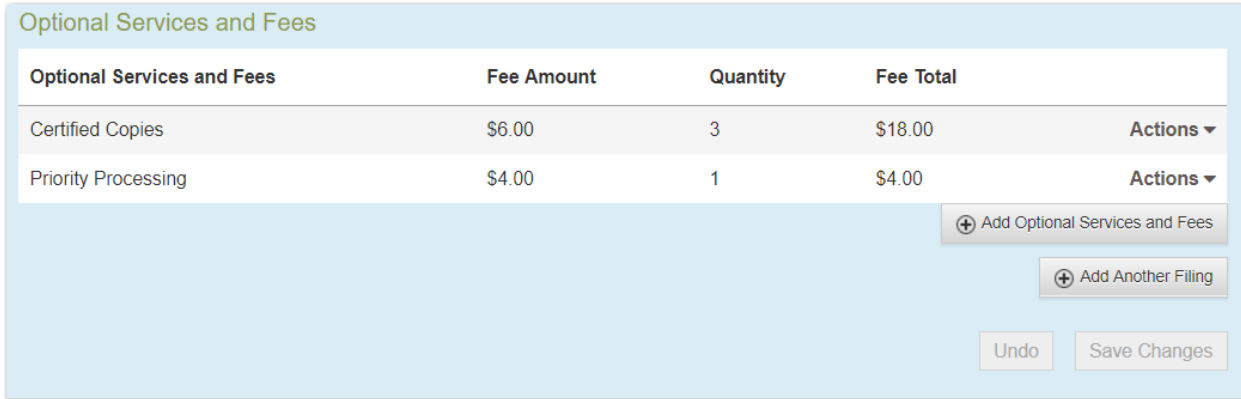 Optional Services and Fees
Optional Services and Fees Fee Amount Quantity Fee Total
Certified Copies $6.00 3 $18.00 Actions
Priority Processing $4.00 1 $4.00 Actions
Add Optional Services and Fees
Add Another Filing
Undo Save Changes